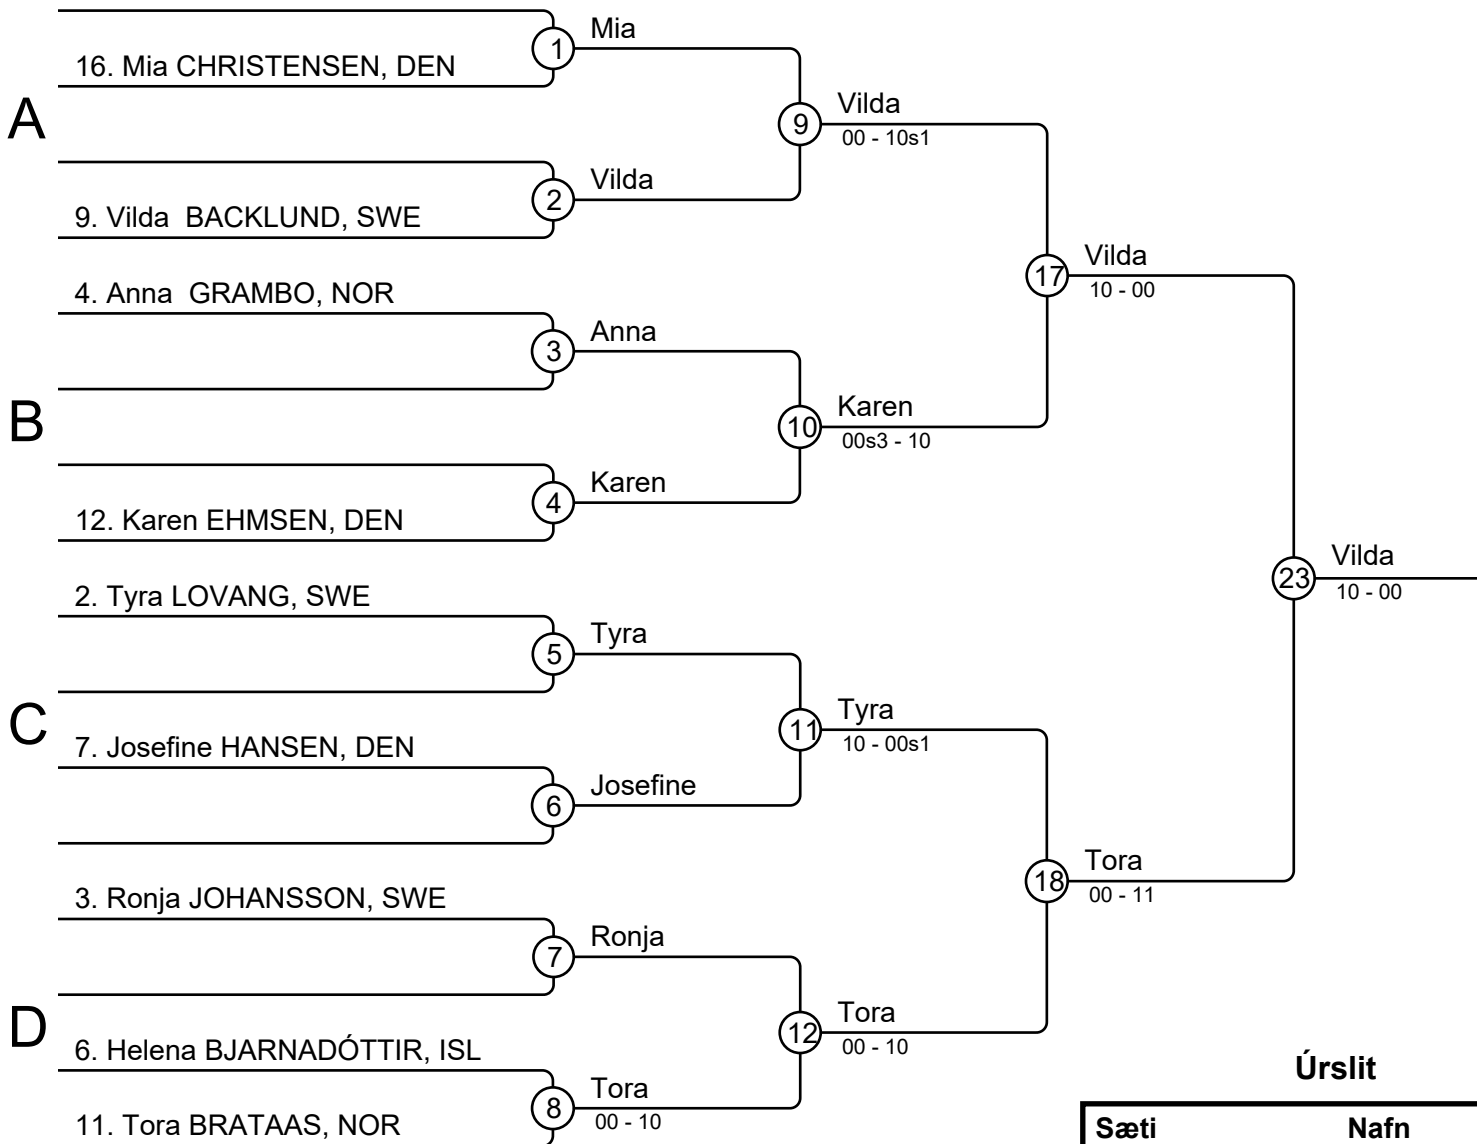 Mia
1
16. Mia CHRISTENSEN, DEN
A
Vilda
9
00 - 10s1
Vilda
2
9. Vilda  BACKLUND, SWE
Vilda
17
10 - 00
4. Anna  GRAMBO, NOR
Anna
3
B
Karen
10
00s3 - 10
Karen
4
12. Karen EHMSEN, DEN
Vilda
23
10 - 00
2. Tyra LOVANG, SWE
Tyra
5
C
Tyra
11
10 - 00s1
7. Josefine HANSEN, DEN
Josefine
6
Tora
18
00 - 11
3. Ronja JOHANSSON, SWE
Ronja
7
D
Tora
12
00 - 10
6. Helena BJARNADÓTTIR, ISL
Tora
8
00 - 10
11. Tora BRATAAS, NOR
Úrslit
Sæti Nafn